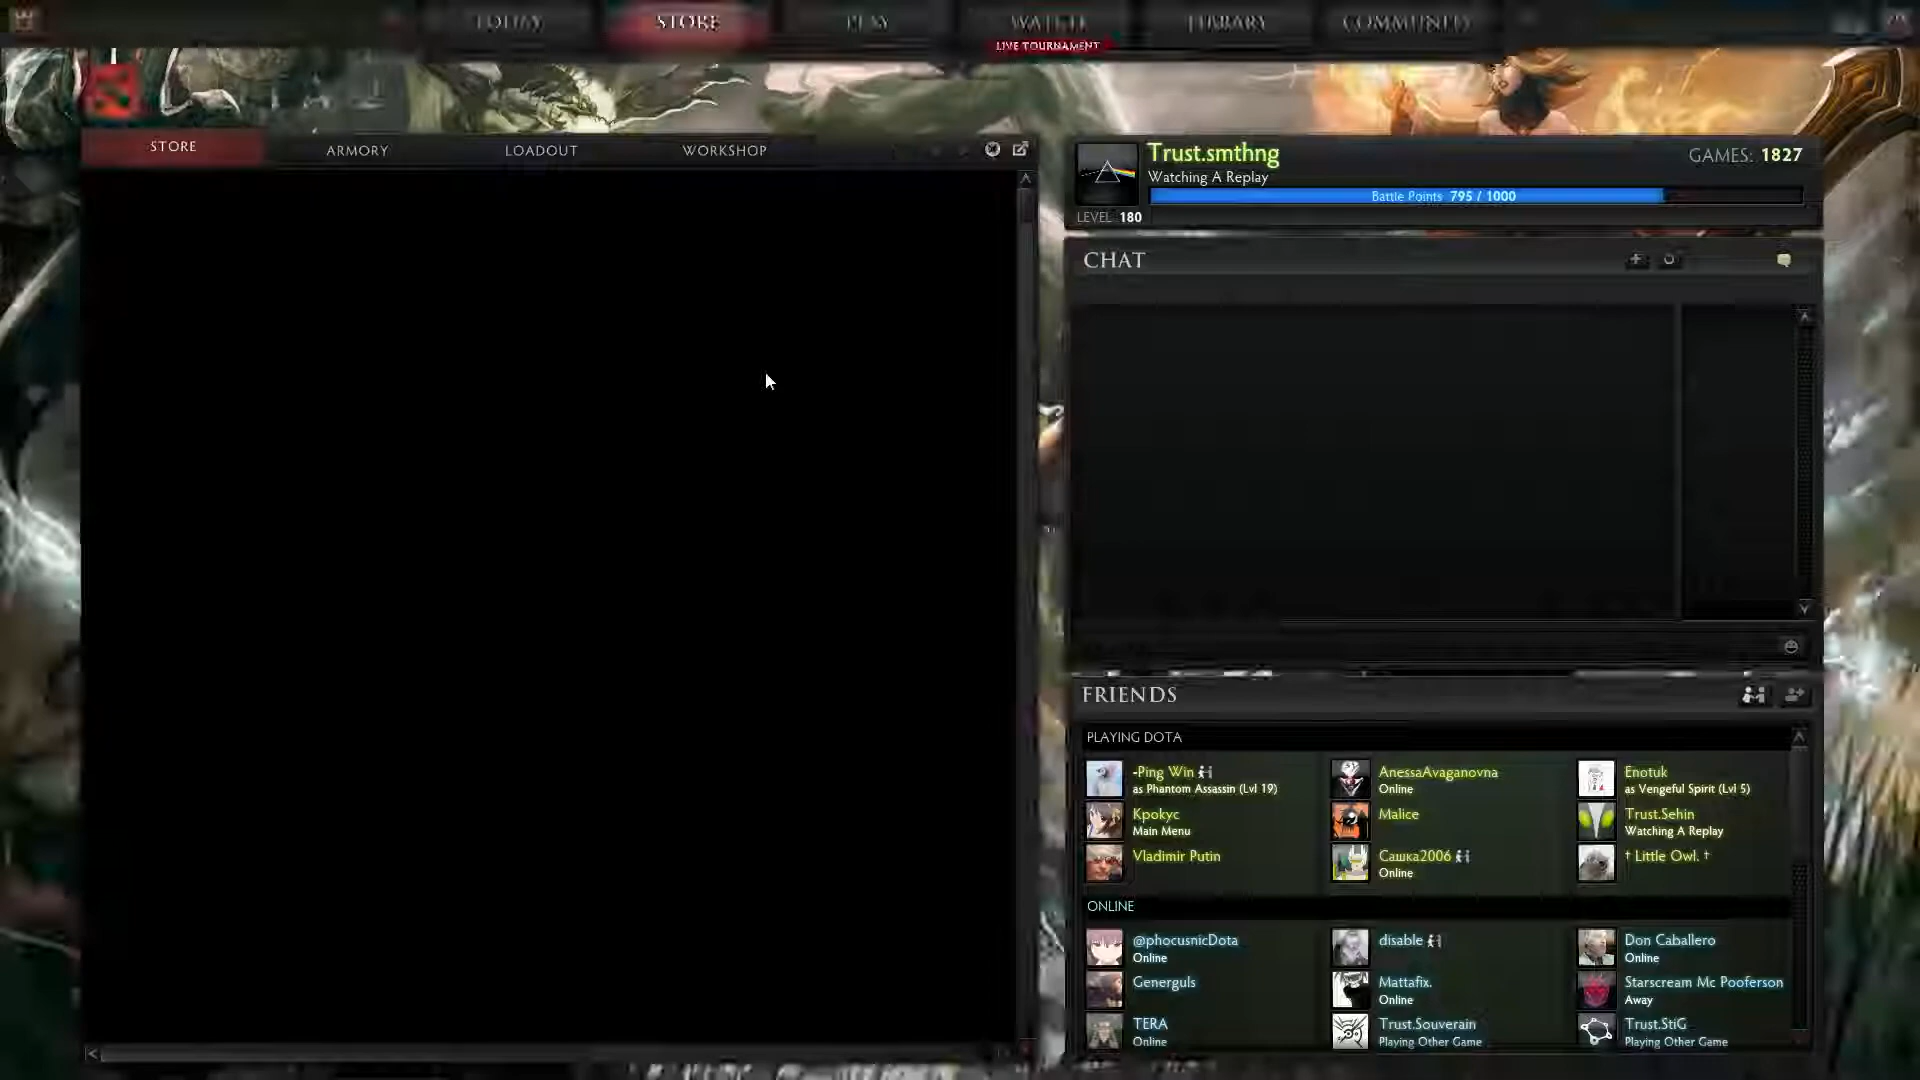 TODAY
STORE
PLAY
WATCH
LIBRARY
COMMUNITY
LIVE TOURNAMENT
STORE
ARMORY
LOADOUT
WORKSHOP
Trust.smthng
GAMES: 1827
Watching A Replay
Battle Points 795 / 1000
LEVEL 180
CHAT
FRIENDS
PLAYING DOTA
-Ping Win
as Phantom Assassin (Lvl 19)
AnessaAvaganovna
Online
Enotuk
as Vengeful Spirit (Lvl 5)
Kpokyc
Main Menu
Malice
Trust.Sehin
Watching A Replay
Vladimir Putin
Сашка2006
Online
† Little Owl. †
ONLINE
@phocusnicDota
Online
disable
Don Caballero
Online
Generguls
Mattafix.
Online
Starscream Mc Pooferson
Away
TERA
Online
Trust.Souverain
Playing Other Game
Trust.StiG
Playing Other Game